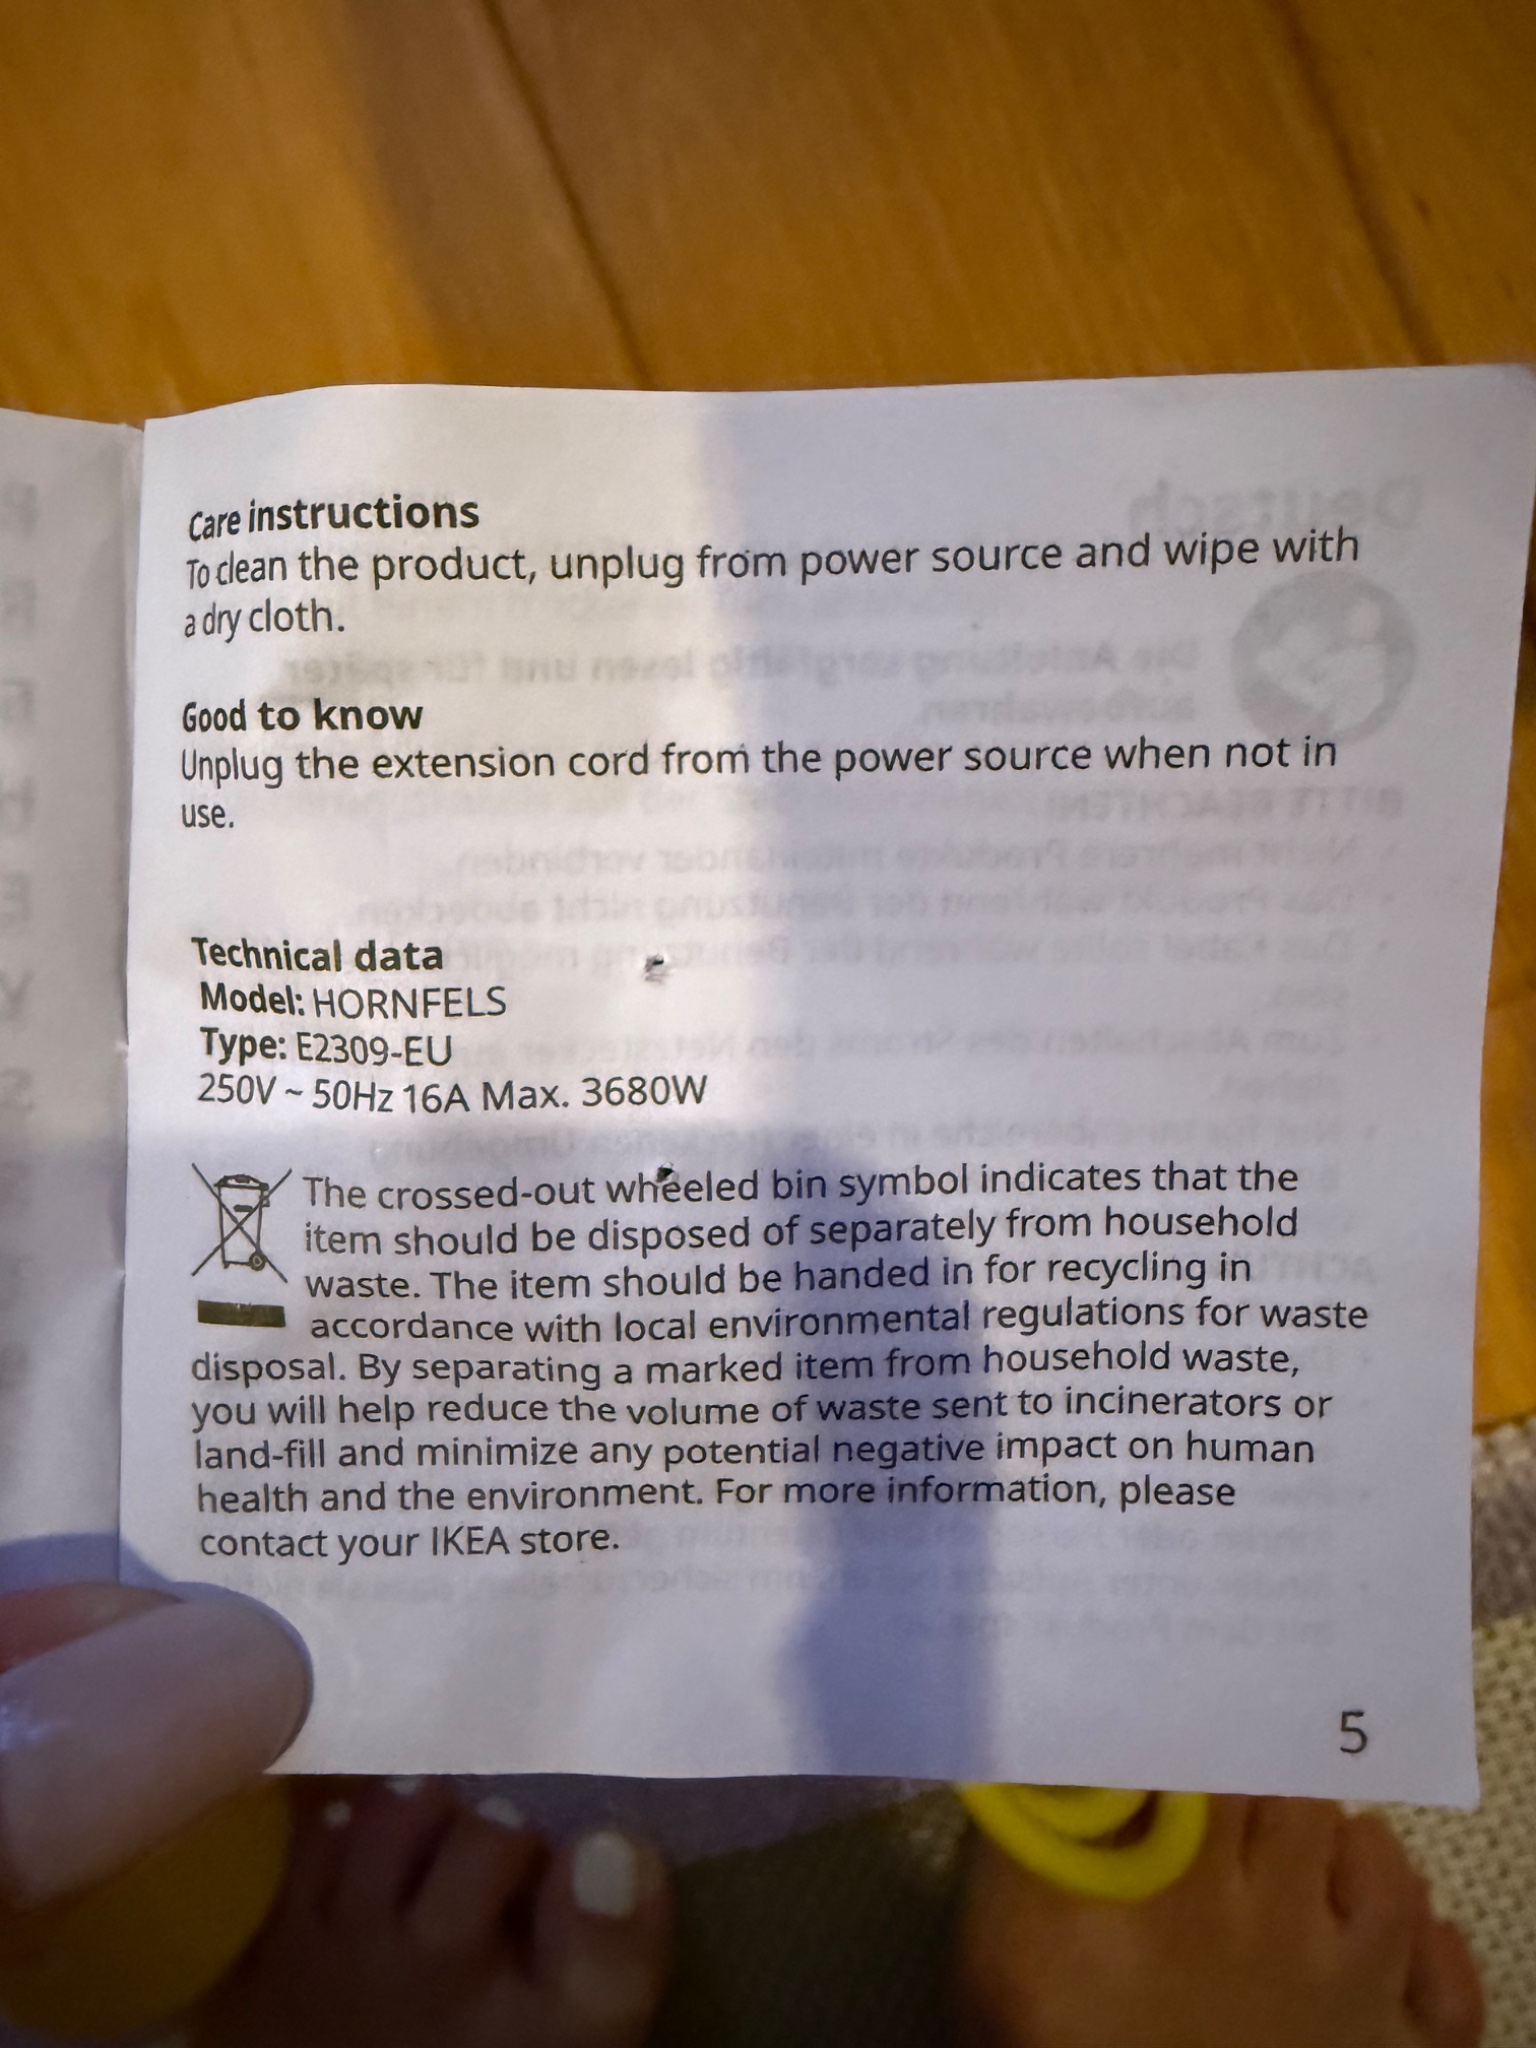 Care instructions
To clean the product, unplug from power source and wipe with
a dry cloth.
Good to know
Unplug the extension cord from the power source when not in
use.
Technical data
Model: HORNFELS
Type: E2309-EU
250V ~ 50Hz 16A Max. 3680W
The crossed-out wheeled bin symbol indicates that the
item should be disposed of separately from household
waste. The item should be handed in for recycling in
accordance with local environmental regulations for waste
disposal. By separating a marked item from household waste,
you will help reduce the volume of waste sent to incinerators or
land-fill and minimize any potential negative impact on human
health and the environment. For more information, please
contact your IKEA store.
5